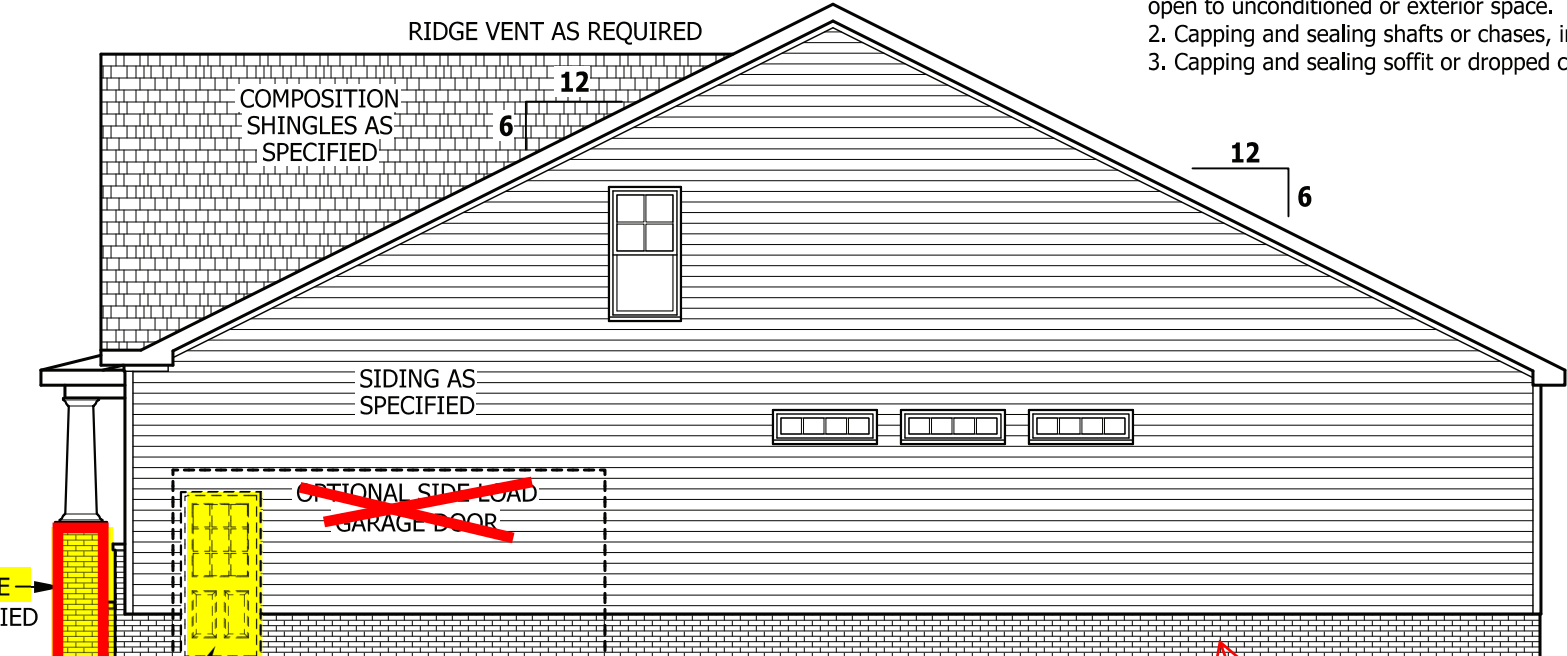 RIDGE VENT AS REQUIRED
open to unconditioned or exterior space.
2. Capping and sealing shafts or chases,
3. Capping and sealing soffit or dropped
12
6
COMPOSITION
SHINGLES AS
SPECIFIED
12
6
SIDING AS
SPECIFIED
OPTIONAL SIDE LOAD
GARAGE DOOR